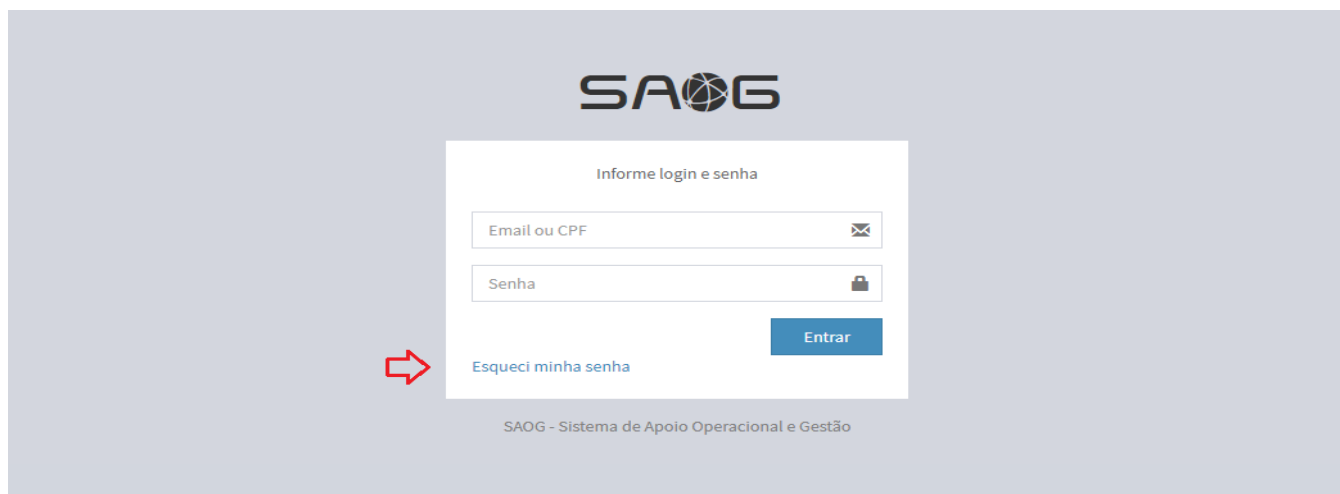 SAOG
Informe login e senha
Email ou CPF
Senha
Entrar
Esqueci minha senha
SAOG - Sistema de Apoio Operacional e Gestão